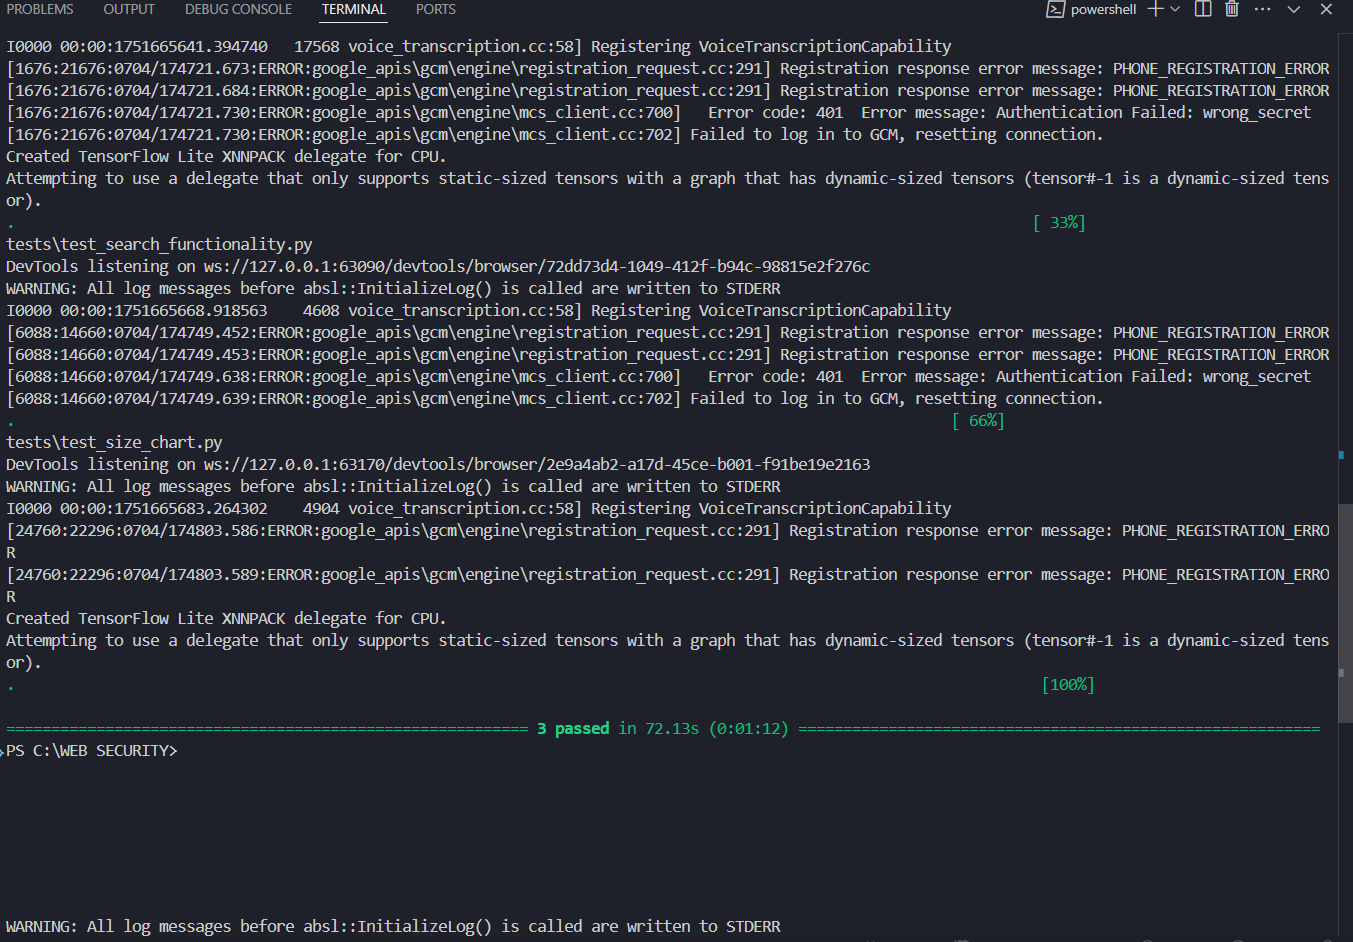 PROBLEMS OUTPUT DEBUG CONSOLE TERMINAL PORTS powershell
I0000 00:00:1751665641.394740   17568 voice_transcription.cc:58] Registering VoiceTranscriptionCapability
[1676:21676:0704/174721.673:ERROR:google_apis\gcm\engine\registration_request.cc:291] Registration response error message: PHONE_REGISTRATION_ERROR
[1676:21676:0704/174721.684:ERROR:google_apis\gcm\engine\registration_request.cc:291] Registration response error message: PHONE_REGISTRATION_ERROR
[1676:21676:0704/174721.730:ERROR:google_apis\gcm\engine\mcs_client.cc:700]   Error code: 401  Error message: Authentication Failed: wrong_secret
[1676:21676:0704/174721.730:ERROR:google_apis\gcm\engine\mcs_client.cc:702] Failed to log in to GCM, resetting connection.
Created TensorFlow Lite XNNPACK delegate for CPU.
Attempting to use a delegate that only supports static-sized tensors with a graph that has dynamic-sized tensors (tensor#-1 is a dynamic-sized tens
or).
. [ 33%]
tests\test_search_functionality.py
DevTools listening on ws://127.0.0.1:63090/devtools/browser/72dd73d4-1049-412f-b94c-98815e2f276c
WARNING: All log messages before absl::InitializeLog() is called are written to STDERR
I0000 00:00:1751665668.918563    4608 voice_transcription.cc:58] Registering VoiceTranscriptionCapability
[6088:14660:0704/174749.452:ERROR:google_apis\gcm\engine\registration_request.cc:291] Registration response error message: PHONE_REGISTRATION_ERROR
[6088:14660:0704/174749.453:ERROR:google_apis\gcm\engine\registration_request.cc:291] Registration response error message: PHONE_REGISTRATION_ERROR
[6088:14660:0704/174749.638:ERROR:google_apis\gcm\engine\mcs_client.cc:700]   Error code: 401  Error message: Authentication Failed: wrong_secret
[6088:14660:0704/174749.639:ERROR:google_apis\gcm\engine\mcs_client.cc:702] Failed to log in to GCM, resetting connection.
. [ 66%]
tests\test_size_chart.py
DevTools listening on ws://127.0.0.1:63170/devtools/browser/2e9a4ab2-a17d-45ce-b001-f91be19e2163
WARNING: All log messages before absl::InitializeLog() is called are written to STDERR
I0000 00:00:1751665683.264302    4904 voice_transcription.cc:58] Registering VoiceTranscriptionCapability
[24760:22296:0704/174803.586:ERROR:google_apis\gcm\engine\registration_request.cc:291] Registration response error message: PHONE_REGISTRATION_ERRO
R
[24760:22296:0704/174803.589:ERROR:google_apis\gcm\engine\registration_request.cc:291] Registration response error message: PHONE_REGISTRATION_ERRO
R
Created TensorFlow Lite XNNPACK delegate for CPU.
Attempting to use a delegate that only supports static-sized tensors with a graph that has dynamic-sized tensors (tensor#-1 is a dynamic-sized tens
or).
. [100%]
========================================================== 3 passed in 72.13s (0:01:12) ==========================================================
PS C:\WEB SECURITY>
WARNING: All log messages before absl::InitializeLog() is called are written to STDERR